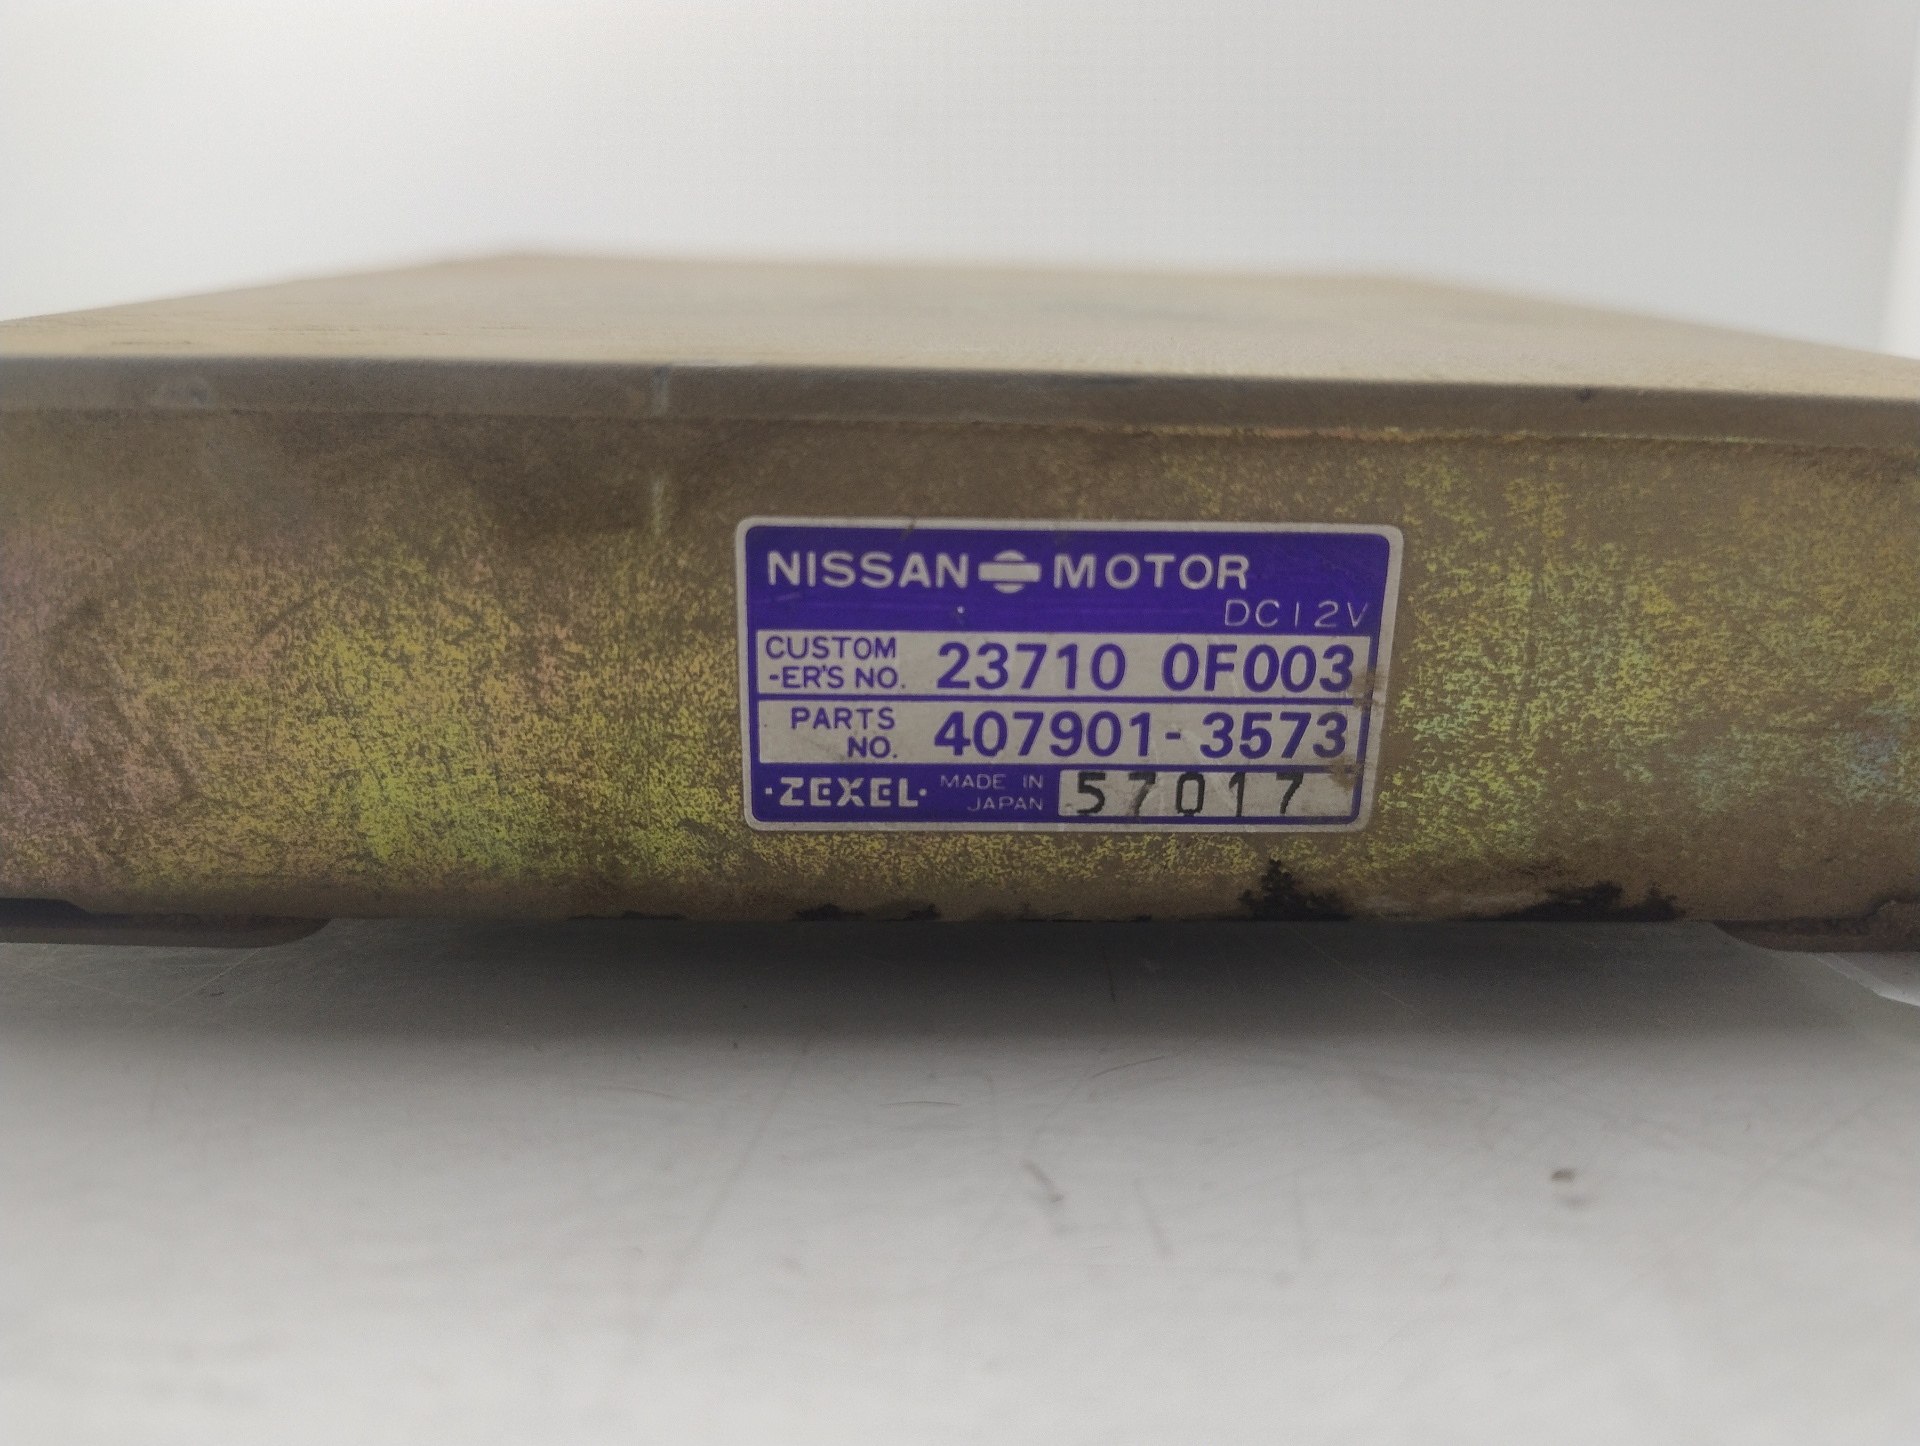 NISSAN MOTOR
DC12V
CUSTOM
-ER'S NO. 23710 0F003
PARTS
NO. 407901-3573
·ZEXEL· MADE IN
JAPAN 57017